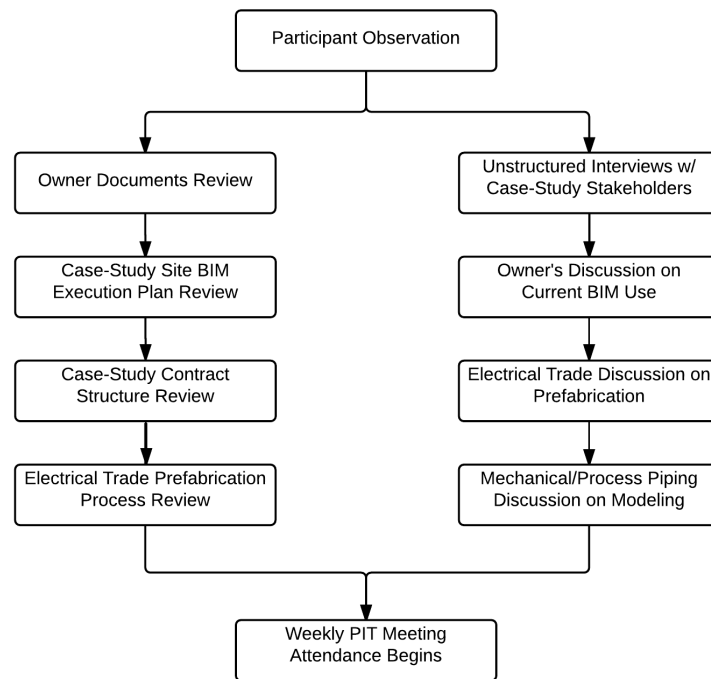 Participant Observation
Owner Documents Review
Unstructured Interviews w/
Case-Study Stakeholders
Case-Study Site BIM
Execution Plan Review
Owner's Discussion on
Current BIM Use
Case-Study Contract
Structure Review
Electrical Trade Discussion on
Prefabrication
Electrical Trade Prefabrication
Process Review
Mechanical/Process Piping
Discussion on Modeling
Weekly PIT Meeting
Attendance Begins